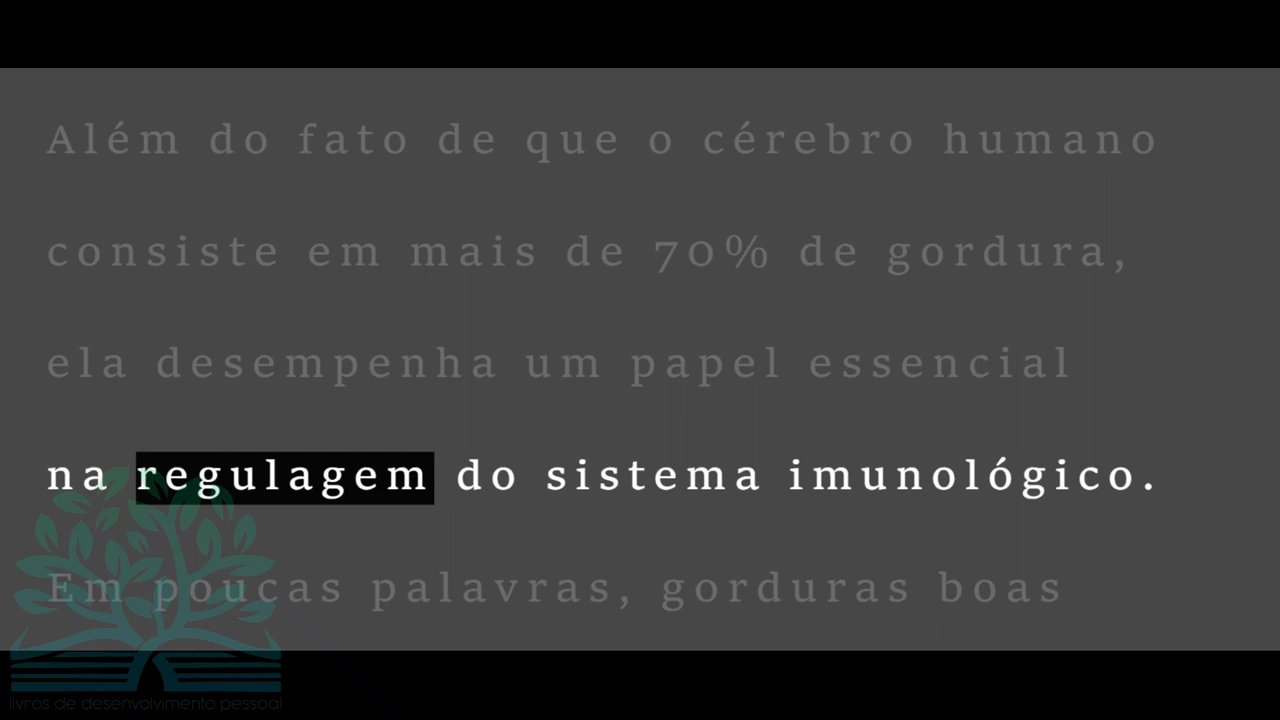 Além do fato de que o cérebro humano
consiste em mais de 70% de gordura,
ela desempenha um papel essencial
na regulagem do sistema imunológico.
Em poucas palavras, gorduras boas
livros de desenvolvimento pessoal